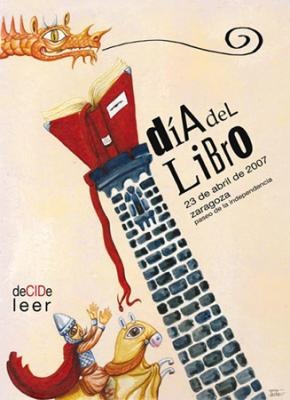 díA deL
LiBrO
23 de abril de 2007
zaragoza
paseo de la independencia
deCIDe
leer